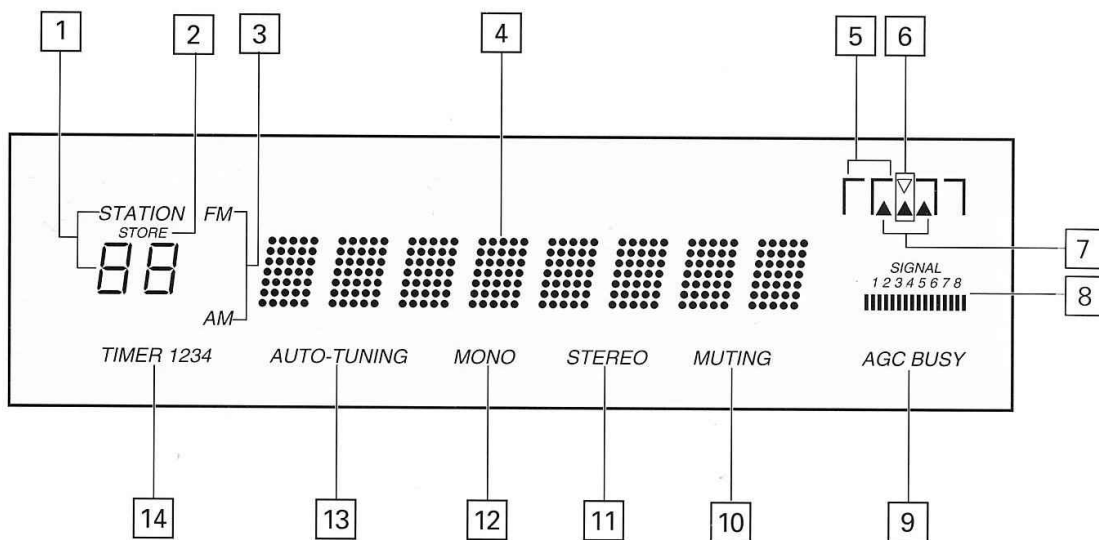 1
2
3
4
5
6
STATION FM
STORE
88
7
SIGNAL
1 2 3 4 5 6 7 8
8
AM
TIMER 1234
AUTO-TUNING
MONO
STEREO
MUTING
AGC BUSY
14
13
12
11
10
9